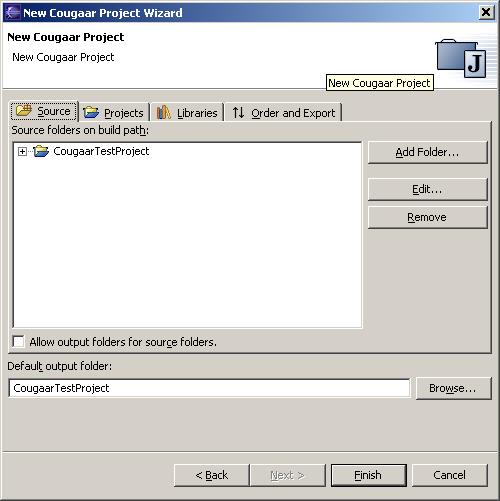 New Cougaar Project Wizard
New Cougaar Project
New Cougaar Project
J
New Cougaar Project
Source Projects Libraries Order and Export
Source folders on build path:
CougaarTestProject
Add Folder...
Edit...
Remove
Allow output folders for source folders.
Default output folder:
CougaarTestProject
Browse...
< Back Next > Finish Cancel